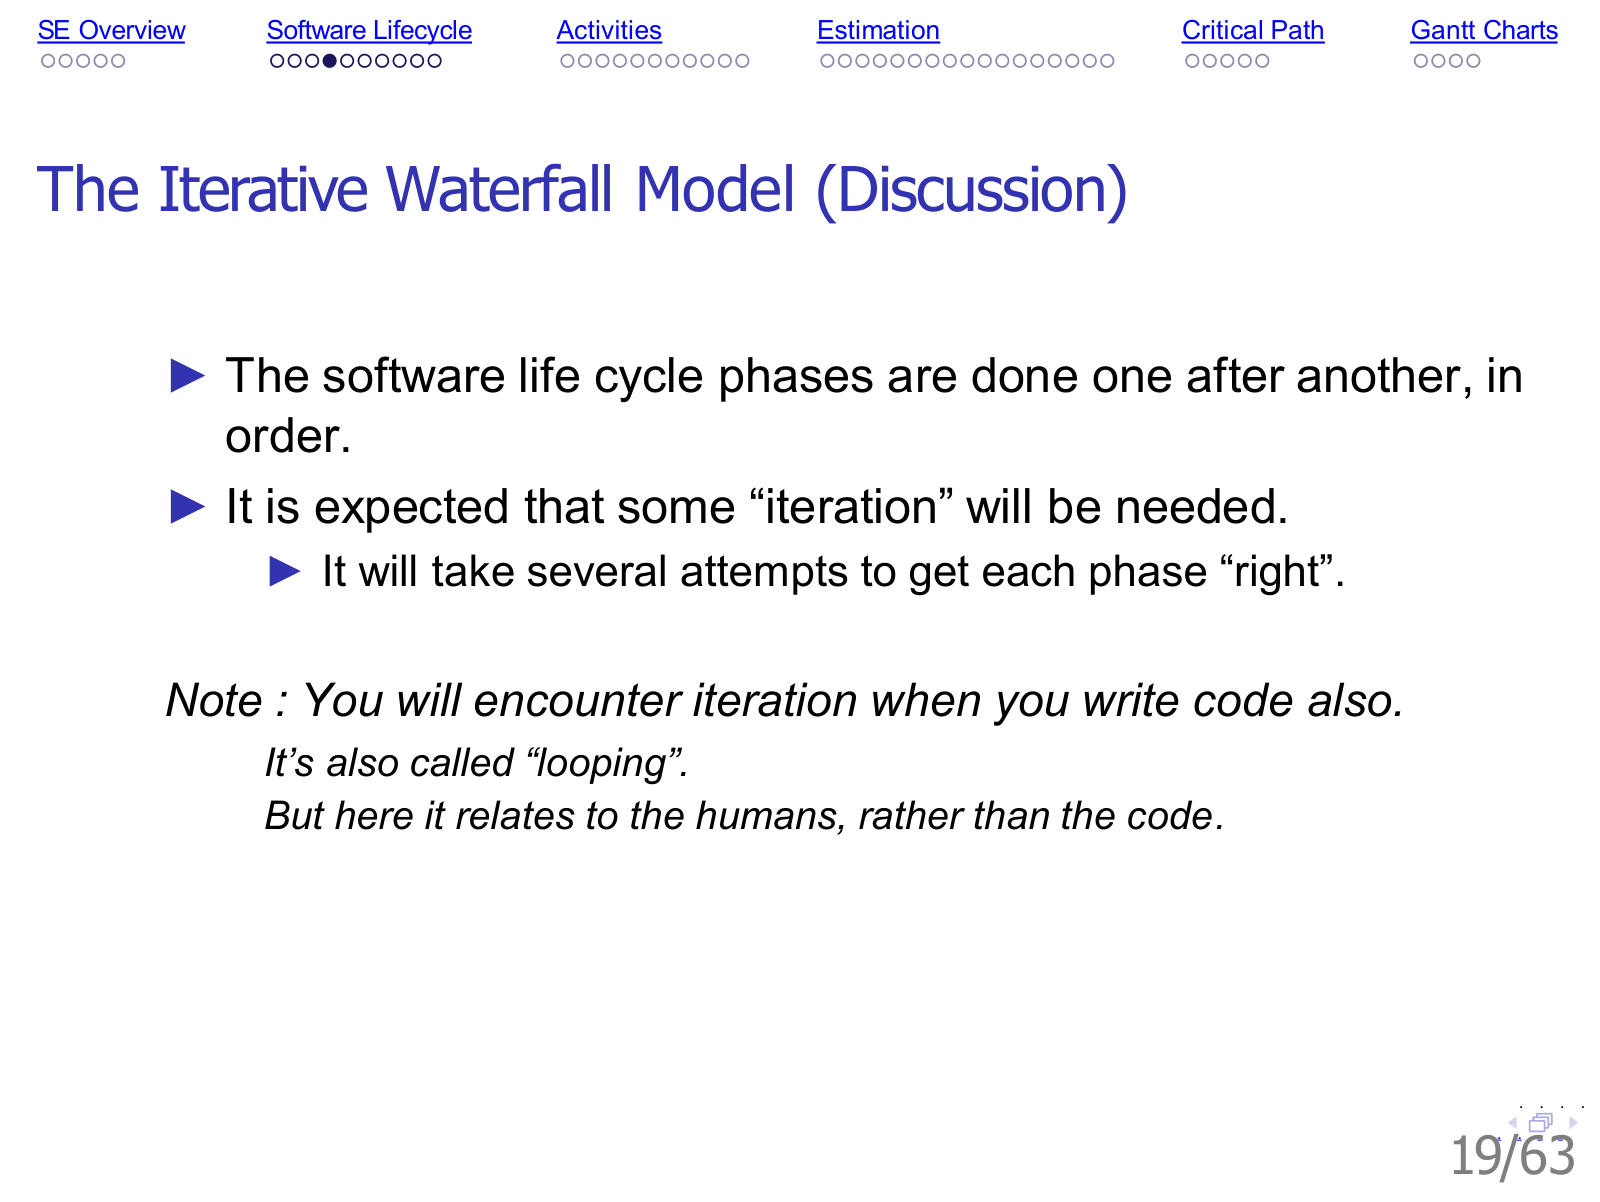 SE Overview Software Lifecycle Activities Estimation Critical Path Gantt Charts
The Iterative Waterfall Model (Discussion)
► The software life cycle phases are done one after another, in
order.
► It is expected that some “iteration” will be needed.
► It will take several attempts to get each phase “right”.
Note : You will encounter iteration when you write code also.
It’s also called “looping”.
But here it relates to the humans, rather than the code.
19/63